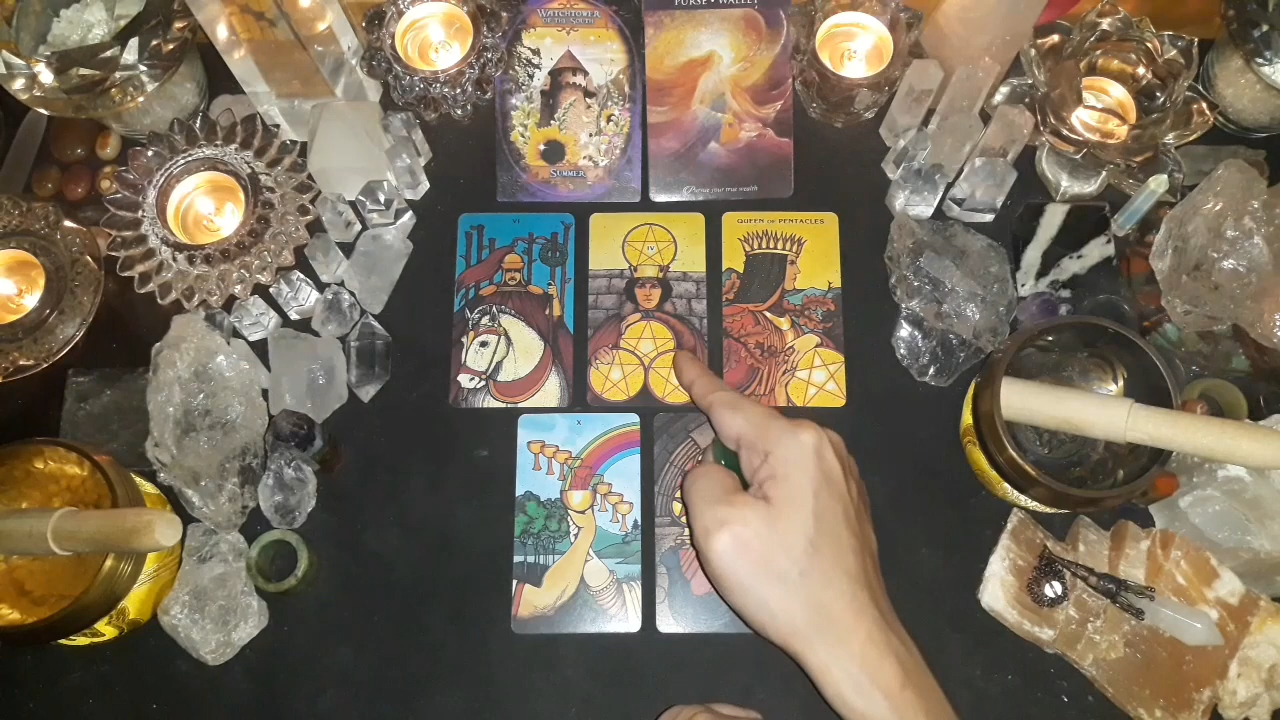 WATCHTOWER
OF THE SOUTH
SUMMER
PURSE • WALLET
Pursue your true wealth
VI
IV
QUEEN OF PENTACLES
X